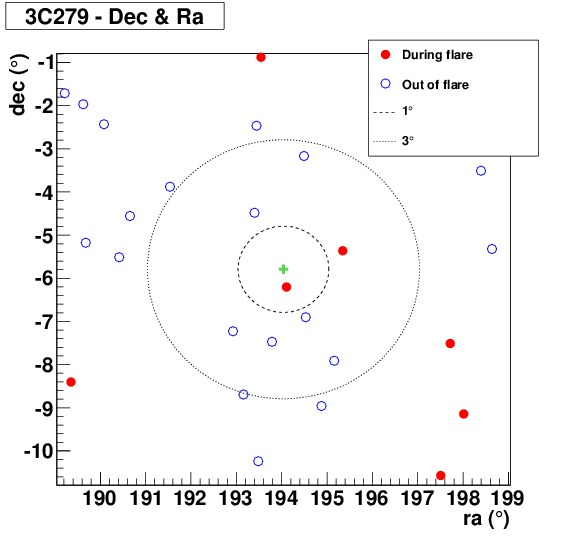 3C279 - Dec & Ra
During flare
Out of flare
1°
3°
dec (°)
-1
-2
-3
-4
-5
-6
-7
-8
-9
-10
190 191 192 193 194 195 196 197 198 199
ra (°)